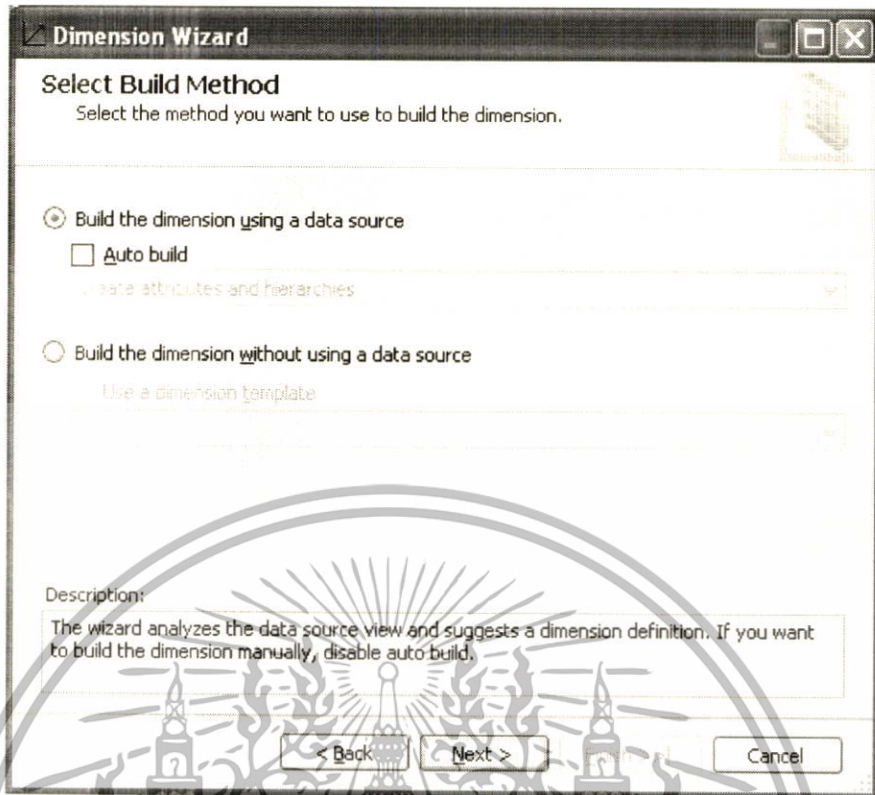 Dimension Wizard
Select Build Method
Select the method you want to use to build the dimension.
Build the dimension using a data source
Auto build
Create attributes and hierarchies
Build the dimension without using a data source
Use a dimension template
Description:
The wizard analyzes the data source view and suggests a dimension definition. If you want
to build the dimension manually, disable auto build.
< Back
Next >
Cancel